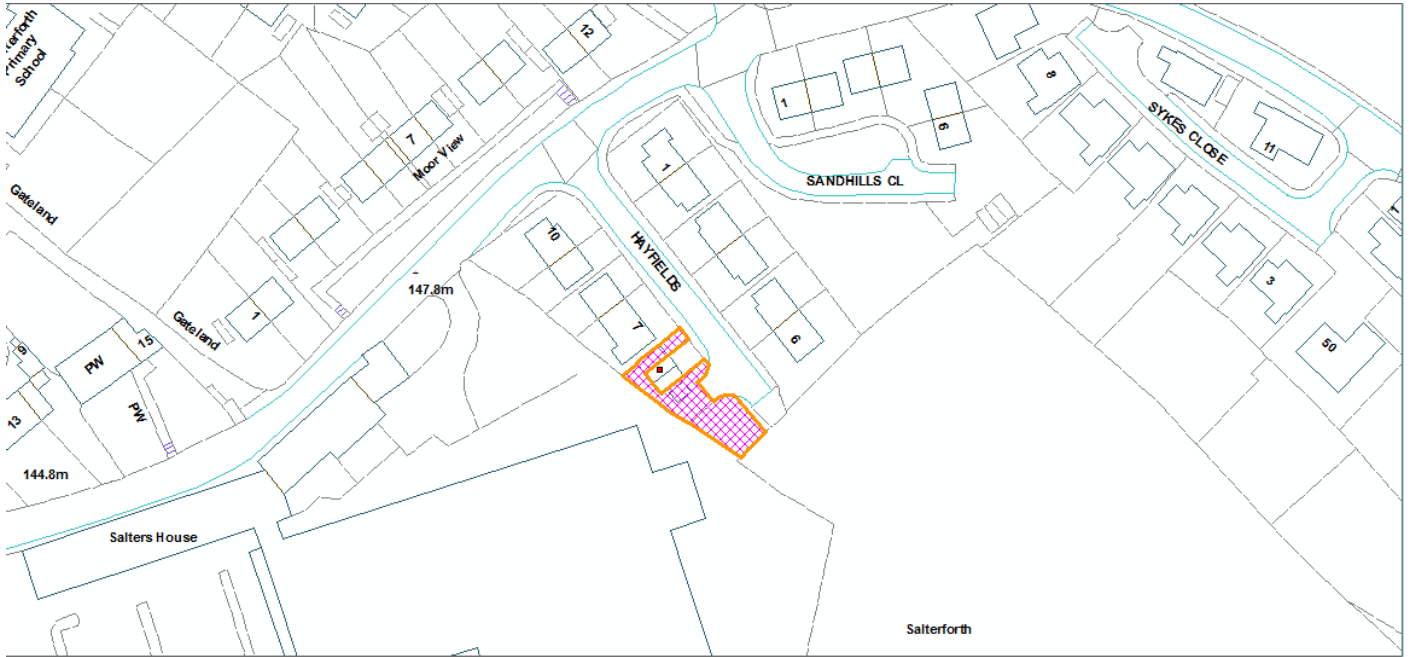 12
8
1
6
SYKES CLOSE
11
Primary
School
7
Moor View
SANDHILLS CL
1
Gateland
10
HAYFIELDS
147.8m
3
1
Gateland
15
9
PW
7
6
50
PW
13
144.8m
Salters House
Salterforth